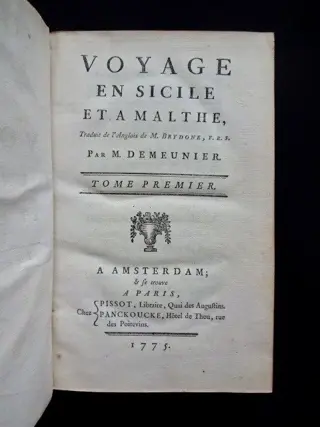 VOYAGE
EN SICILE
ET A MALTHE,
Traduit de l'Anglois de M. BRYDONE, F. R. S.
PAR M. DEMEUNIER.
TOME PREMIER.
A AMSTERDAM;
& se trouve
A PARIS,
Chez { PISSOT, Libraire, Quai des Augustins.
PANCKOUCKE, Hôtel de Thou, rue
des Poitevins.
1775.